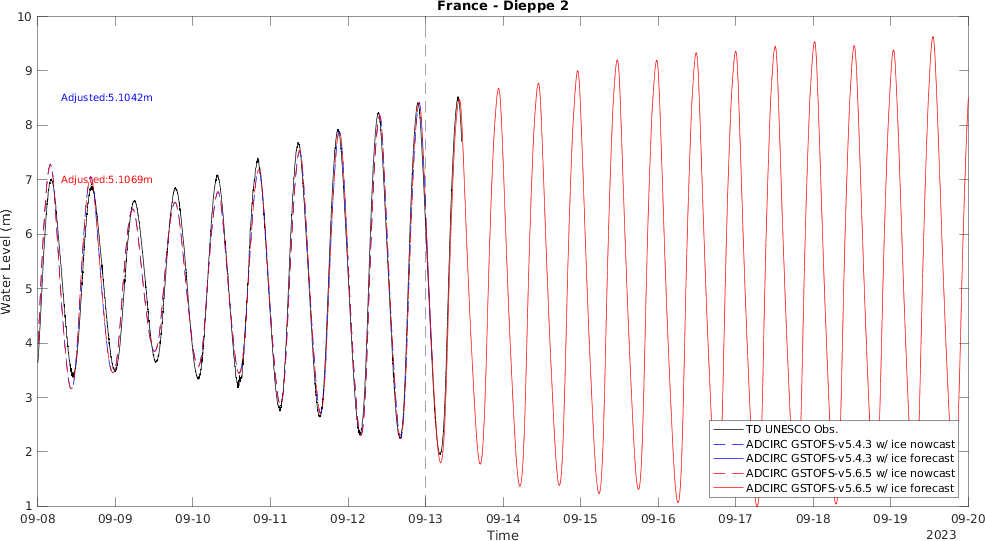 France - Dieppe 2
10
9
8
7
6
5
4
3
2
1
Water Level (m)
Adjusted:5.1042m
Adjusted:5.1069m
TD UNESCO Obs.
ADCIRC GSTOFS-v5.4.3 w/ ice nowcast
ADCIRC GSTOFS-v5.4.3 w/ ice forecast
ADCIRC GSTOFS-v5.6.5 w/ ice nowcast
ADCIRC GSTOFS-v5.6.5 w/ ice forecast
09-08 09-09 09-10 09-11 09-12 09-13 09-14 09-15 09-16 09-17 09-18 09-19 09-20
Time
2023